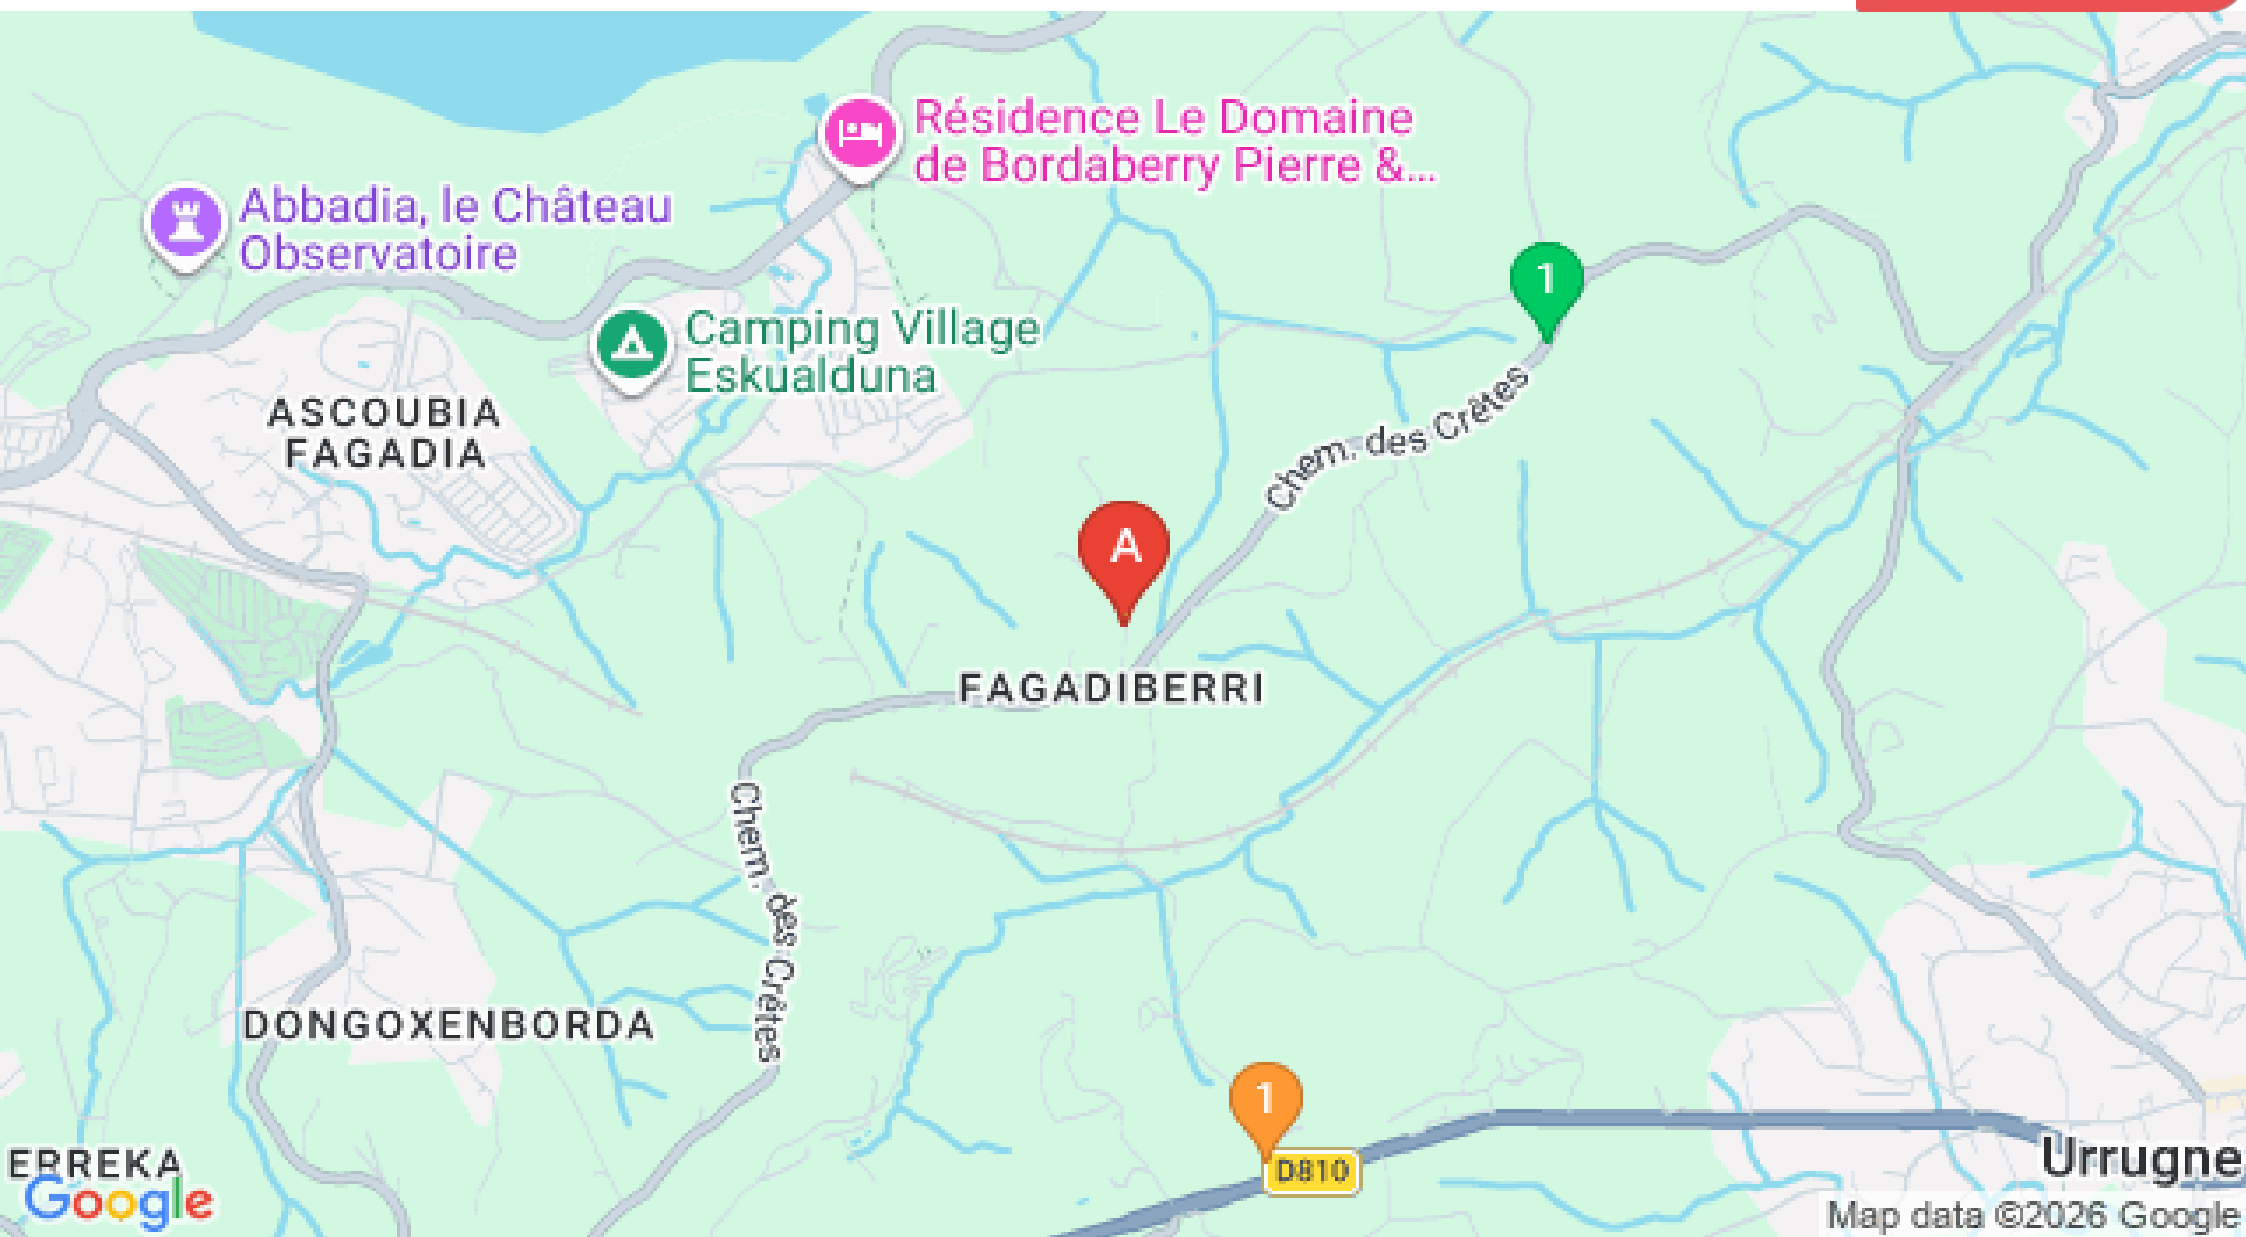 Résidence Le Domaine
de Bordaberry Pierre &...
Abbadia, le Château
Observatoire
1
Camping Village
Eskualduna
Chem. des Crêtes
ASCOUBIA
FAGADIA
A
FAGADIBERRI
Chem. des Crêtes
DONGOXENBORDA
1
D810
Urrugne
ERREKA
Google
Map data ©2026 Google